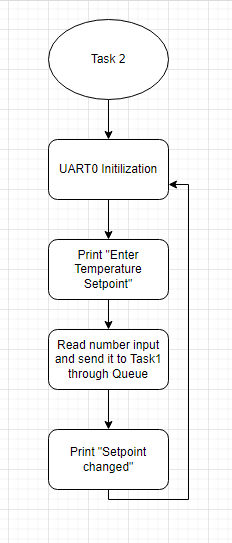 Task 2
UART0 Initilization
Print "Enter
Temperature
Setpoint"
Read number input
and send it to Task1
through Queue
Print "Setpoint
changed"